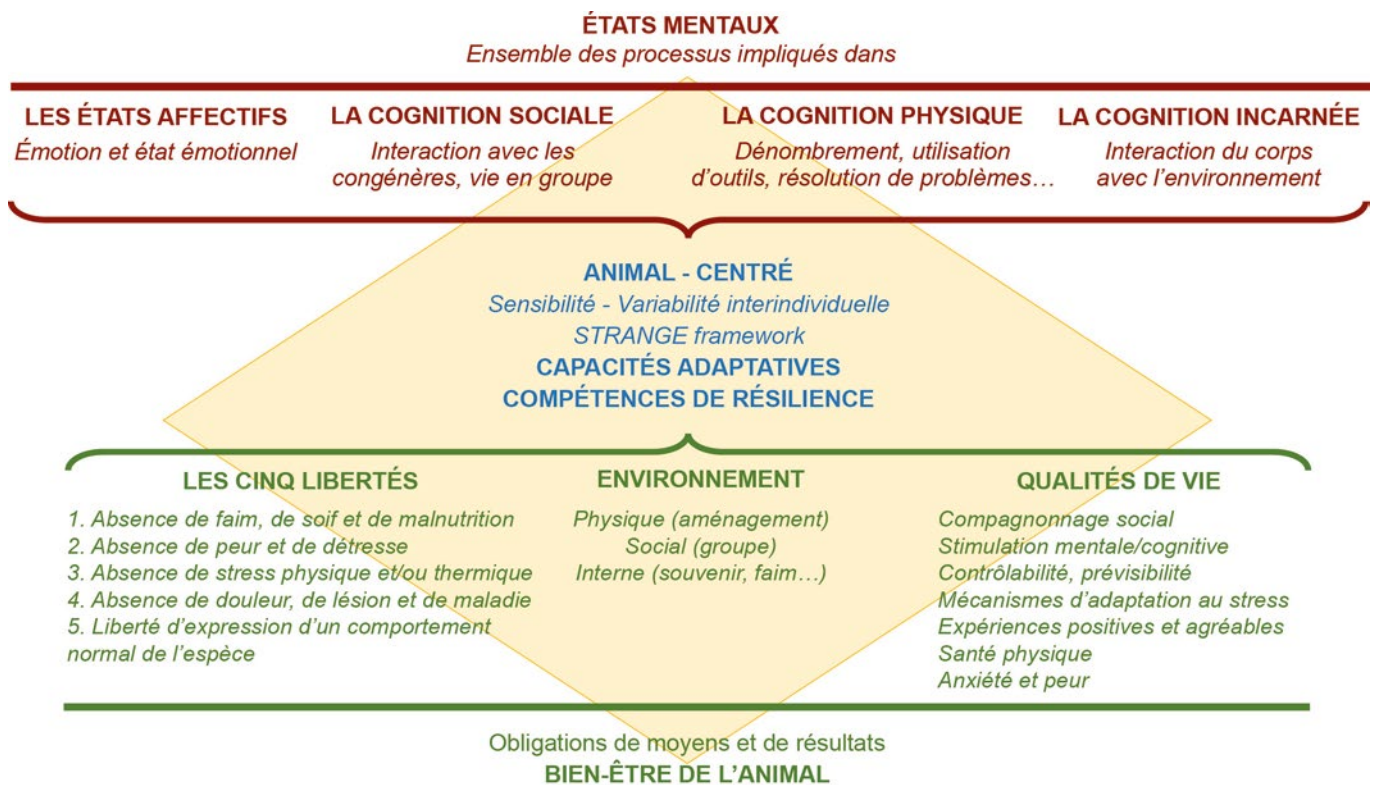 ÉTATS MENTAUX
Ensemble des processus impliqués dans
LES ÉTATS AFFECTIFS
Émotion et état émotionnel
LA COGNITION SOCIALE
Interaction avec les
congénères, vie en groupe
LA COGNITION PHYSIQUE
Dénombrement, utilisation
d’outils, résolution de problèmes…
LA COGNITION INCARNÉE
Interaction du corps
avec l’environnement
ANIMAL - CENTRÉ
Sensibilité - Variabilité interindividuelle
STRANGE framework
CAPACITÉS ADAPTATIVES
COMPÉTENCES DE RÉSILIENCE
LES CINQ LIBERTÉS
1. Absence de faim, de soif et de malnutrition
2. Absence de peur et de détresse
3. Absence de stress physique et/ou thermique
4. Absence de douleur, de lésion et de maladie
5. Liberté d’expression d’un comportement
normal de l’espèce
ENVIRONNEMENT
Physique (aménagement)
Social (groupe)
Interne (souvenir, faim…)
QUALITÉS DE VIE
Compagnonnage social
Stimulation mentale/cognitive
Contrôlabilité, prévisibilité
Mécanismes d’adaptation au stress
Expériences positives et agréables
Santé physique
Anxiété et peur
Obligations de moyens et de résultats
BIEN-ÊTRE DE L’ANIMAL